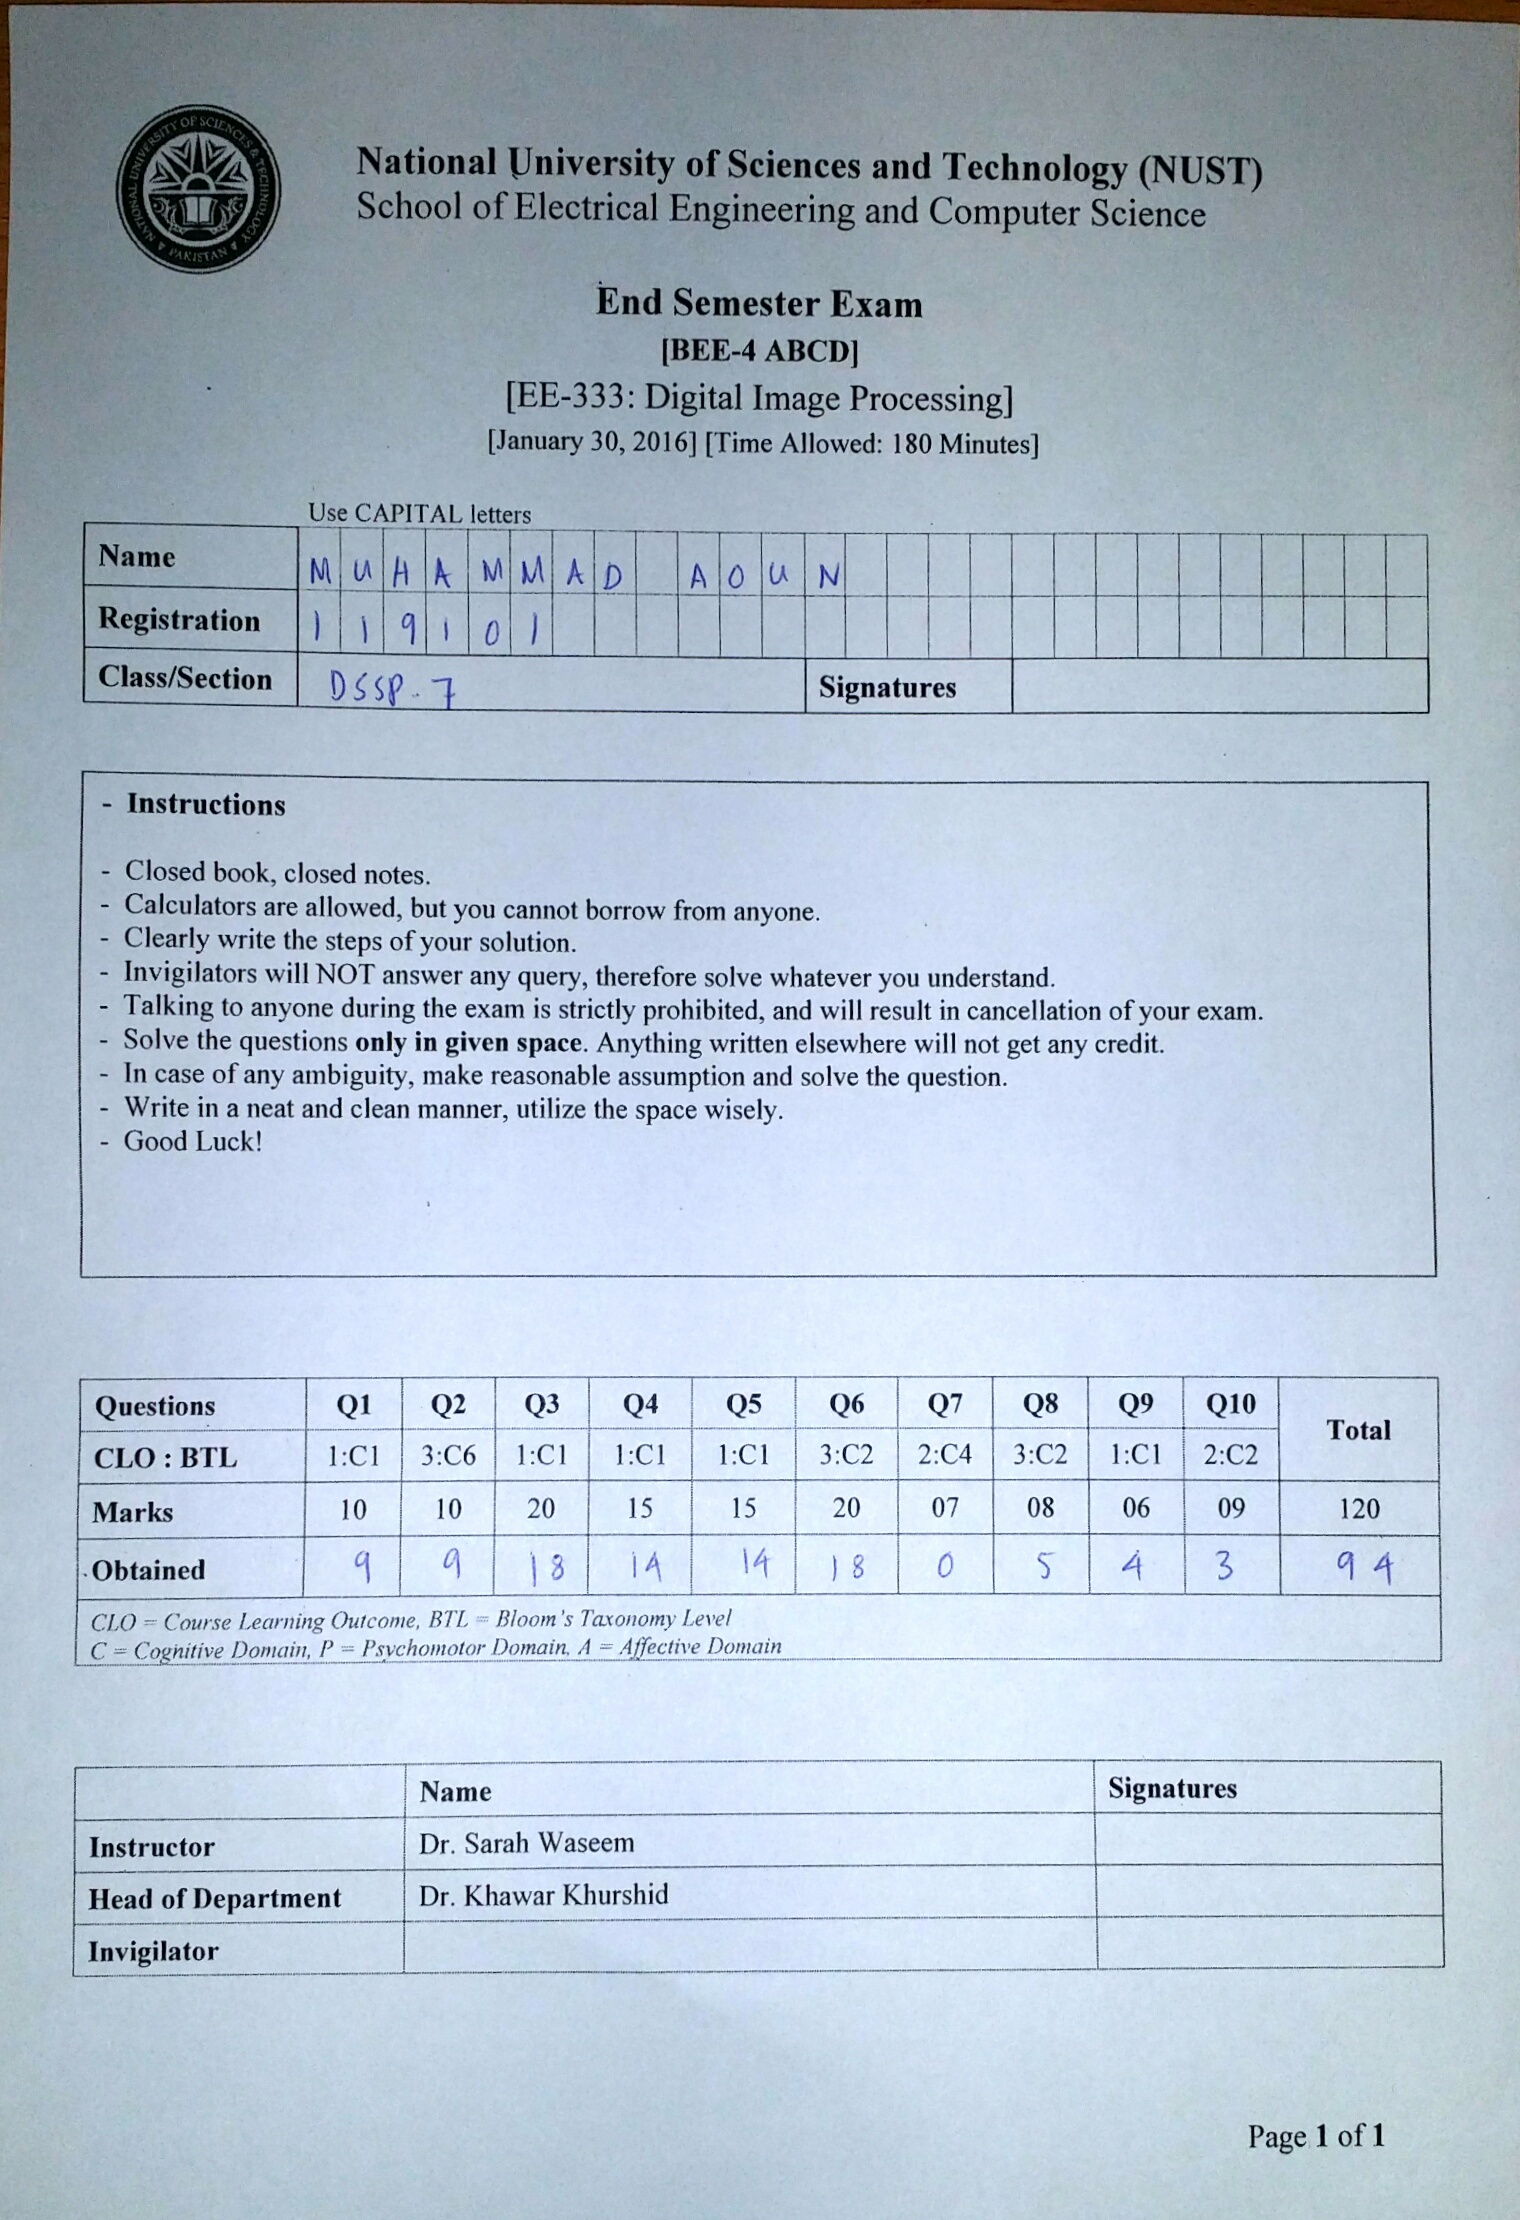 NATIONAL UNIVERSITY OF SCIENCES & TECHNOLOGY
PAKISTAN
National University of Sciences and Technology (NUST)
School of Electrical Engineering and Computer Science
End Semester Exam
[BEE-4 ABCD]
[EE-333: Digital Image Processing]
[January 30, 2016] [Time Allowed: 180 Minutes]
Use CAPITAL letters
Name MUHAMMAD AOUN
Registration 119101
Class/Section DSSP-7 Signatures
- Instructions
- Closed book, closed notes.
- Calculators are allowed, but you cannot borrow from anyone.
- Clearly write the steps of your solution.
- Invigilators will NOT answer any query, therefore solve whatever you understand.
- Talking to anyone during the exam is strictly prohibited, and will result in cancellation of your exam.
- Solve the questions only in given space. Anything written elsewhere will not get any credit.
- In case of any ambiguity, make reasonable assumption and solve the question.
- Write in a neat and clean manner, utilize the space wisely.
- Good Luck!
Questions Q1 Q2 Q3 Q4 Q5 Q6 Q7 Q8 Q9 Q10 Total
CLO : BTL 1:C1 3:C6 1:C1 1:C1 1:C1 3:C2 2:C4 3:C2 1:C1 2:C2
Marks 10 10 20 15 15 20 07 08 06 09 120
Obtained 9 9 18 14 14 18 0 5 4 3 94
CLO = Course Learning Outcome, BTL = Bloom's Taxonomy Level
C = Cognitive Domain, P = Psychomotor Domain, A = Affective Domain
Name Signatures
Instructor Dr. Sarah Waseem
Head of Department Dr. Khawar Khurshid
Invigilator
Page 1 of 1